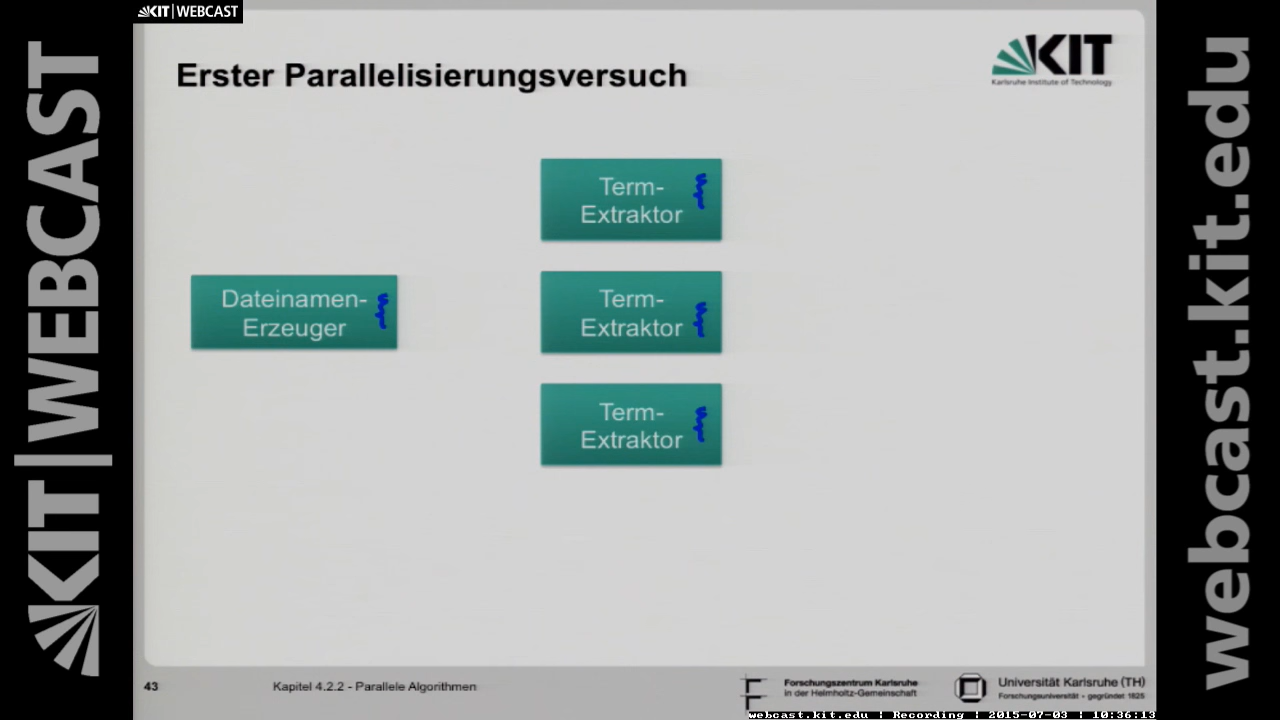 KIT | WEBCAST
KIT | WEBCAST
webcast.kit.edu
Erster Parallelisierungsversuch
KIT
Karlsruhe Institute of Technology
Term-
Extraktor
Dateinamen-
Erzeuger
Term-
Extraktor
Term-
Extraktor
43
Kapitel 4.2.2 - Parallele Algorithmen
Forschungszentrum Karlsruhe
in der Helmholtz-Gemeinschaft
Universität Karlsruhe (TH)
Forschungsuniversität • gegründet 1825
webcast.kit.edu | Recording | 2015-07-03 | 10:36:13